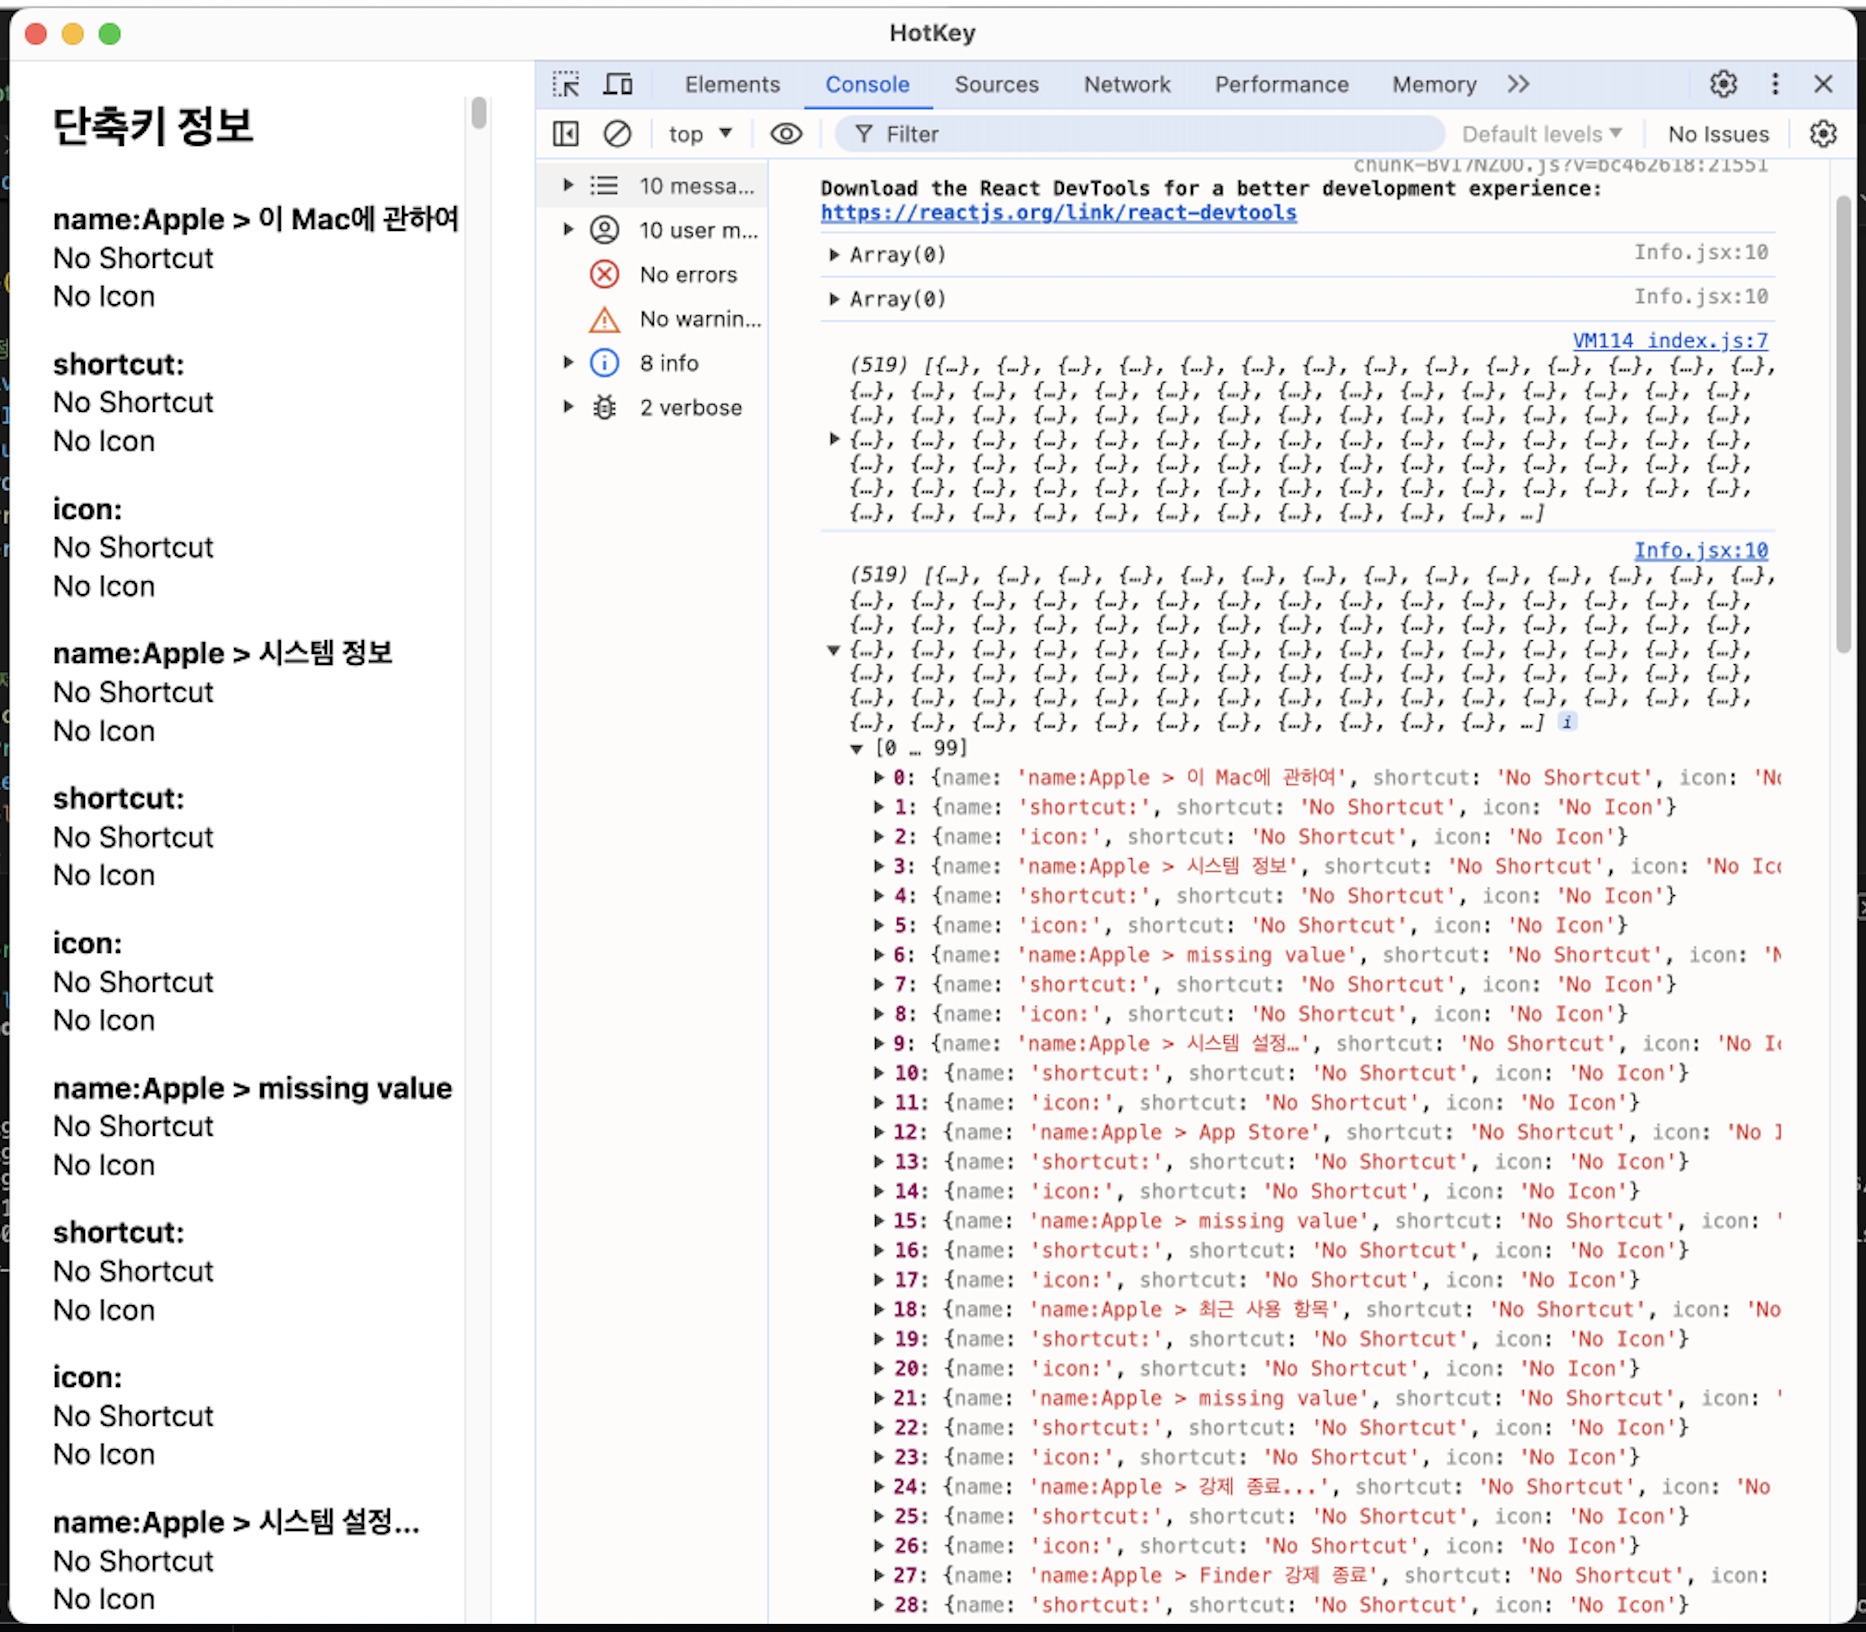 HotKey
단축키 정보
name:Apple > 이 Mac에 관하여
No Shortcut
No Icon
shortcut:
No Shortcut
No Icon
icon:
No Shortcut
No Icon
name:Apple > 시스템 정보
No Shortcut
No Icon
shortcut:
No Shortcut
No Icon
icon:
No Shortcut
No Icon
name:Apple > missing value
No Shortcut
No Icon
shortcut:
No Shortcut
No Icon
icon:
No Shortcut
No Icon
name:Apple > 시스템 설정...
No Shortcut
No Icon
Elements Console Sources Network Performance Memory
top Filter Default levels No Issues
10 messa...
10 user m...
No errors
No warnin...
8 info
2 verbose
Download the React DevTools for a better development experience:
https://reactjs.org/link/react-devtools
Array(0) Info.jsx:10
Array(0) Info.jsx:10
VM114 index.js:7
(519) [{…}, {…}, {…}, {…}, {…}, {…}, {…}, {…}, {…}, {…}, {…}, {…}, {…}, {…},
{…}, {…}, {…}, {…}, {…}, {…}, {…}, {…}, {…}, {…}, {…}, {…}, {…}, {…}, {…},
{…}, {…}, {…}, {…}, {…}, {…}, {…}, {…}, {…}, {…}, {…}, {…}, {…}, {…}, {…},
{…}, {…}, {…}, {…}, {…}, {…}, {…}, {…}, {…}, {…}, {…}, {…}, {…}, {…}, {…},
{…}, {…}, {…}, {…}, {…}, {…}, {…}, {…}, {…}, {…}, {…}, {…}, {…}, {…}, {…},
{…}, {…}, {…}, {…}, {…}, {…}, {…}, {…}, {…}, {…}, {…}, {…}, {…}, {…}, {…},
{…}, {…}, {…}, {…}, {…}, {…}, {…}, {…}, {…}, {…}, {…}, …]
Info.jsx:10
(519) [{…}, {…}, {…}, {…}, {…}, {…}, {…}, {…}, {…}, {…}, {…}, {…}, {…}, {…},
{…}, {…}, {…}, {…}, {…}, {…}, {…}, {…}, {…}, {…}, {…}, {…}, {…}, {…}, {…},
{…}, {…}, {…}, {…}, {…}, {…}, {…}, {…}, {…}, {…}, {…}, {…}, {…}, {…}, {…},
{…}, {…}, {…}, {…}, {…}, {…}, {…}, {…}, {…}, {…}, {…}, {…}, {…}, {…}, {…},
{…}, {…}, {…}, {…}, {…}, {…}, {…}, {…}, {…}, {…}, {…}, {…}, {…}, {…}, {…},
{…}, {…}, {…}, {…}, {…}, {…}, {…}, {…}, {…}, {…}, {…}, {…}, {…}, {…}, {…},
{…}, {…}, {…}, {…}, {…}, {…}, {…}, {…}, {…}, {…}, {…}, …] i
[0 … 99]
0: {name: 'name:Apple > 이 Mac에 관하여', shortcut: 'No Shortcut', icon: 'No
1: {name: 'shortcut:', shortcut: 'No Shortcut', icon: 'No Icon'}
2: {name: 'icon:', shortcut: 'No Shortcut', icon: 'No Icon'}
3: {name: 'name:Apple > 시스템 정보', shortcut: 'No Shortcut', icon: 'No Ico
4: {name: 'shortcut:', shortcut: 'No Shortcut', icon: 'No Icon'}
5: {name: 'icon:', shortcut: 'No Shortcut', icon: 'No Icon'}
6: {name: 'name:Apple > missing value', shortcut: 'No Shortcut', icon: 'N
7: {name: 'shortcut:', shortcut: 'No Shortcut', icon: 'No Icon'}
8: {name: 'icon:', shortcut: 'No Shortcut', icon: 'No Icon'}
9: {name: 'name:Apple > 시스템 설정…', shortcut: 'No Shortcut', icon: 'No Ic
10: {name: 'shortcut:', shortcut: 'No Shortcut', icon: 'No Icon'}
11: {name: 'icon:', shortcut: 'No Shortcut', icon: 'No Icon'}
12: {name: 'name:Apple > App Store', shortcut: 'No Shortcut', icon: 'No I
13: {name: 'shortcut:', shortcut: 'No Shortcut', icon: 'No Icon'}
14: {name: 'icon:', shortcut: 'No Shortcut', icon: 'No Icon'}
15: {name: 'name:Apple > missing value', shortcut: 'No Shortcut', icon: '
16: {name: 'shortcut:', shortcut: 'No Shortcut', icon: 'No Icon'}
17: {name: 'icon:', shortcut: 'No Shortcut', icon: 'No Icon'}
18: {name: 'name:Apple > 최근 사용 항목', shortcut: 'No Shortcut', icon: 'No
19: {name: 'shortcut:', shortcut: 'No Shortcut', icon: 'No Icon'}
20: {name: 'icon:', shortcut: 'No Shortcut', icon: 'No Icon'}
21: {name: 'name:Apple > missing value', shortcut: 'No Shortcut', icon: '
22: {name: 'shortcut:', shortcut: 'No Shortcut', icon: 'No Icon'}
23: {name: 'icon:', shortcut: 'No Shortcut', icon: 'No Icon'}
24: {name: 'name:Apple > 강제 종료...', shortcut: 'No Shortcut', icon: 'No
25: {name: 'shortcut:', shortcut: 'No Shortcut', icon: 'No Icon'}
26: {name: 'icon:', shortcut: 'No Shortcut', icon: 'No Icon'}
27: {name: 'name:Apple > Finder 강제 종료', shortcut: 'No Shortcut', icon:
28: {name: 'shortcut:', shortcut: 'No Shortcut', icon: 'No Icon'}